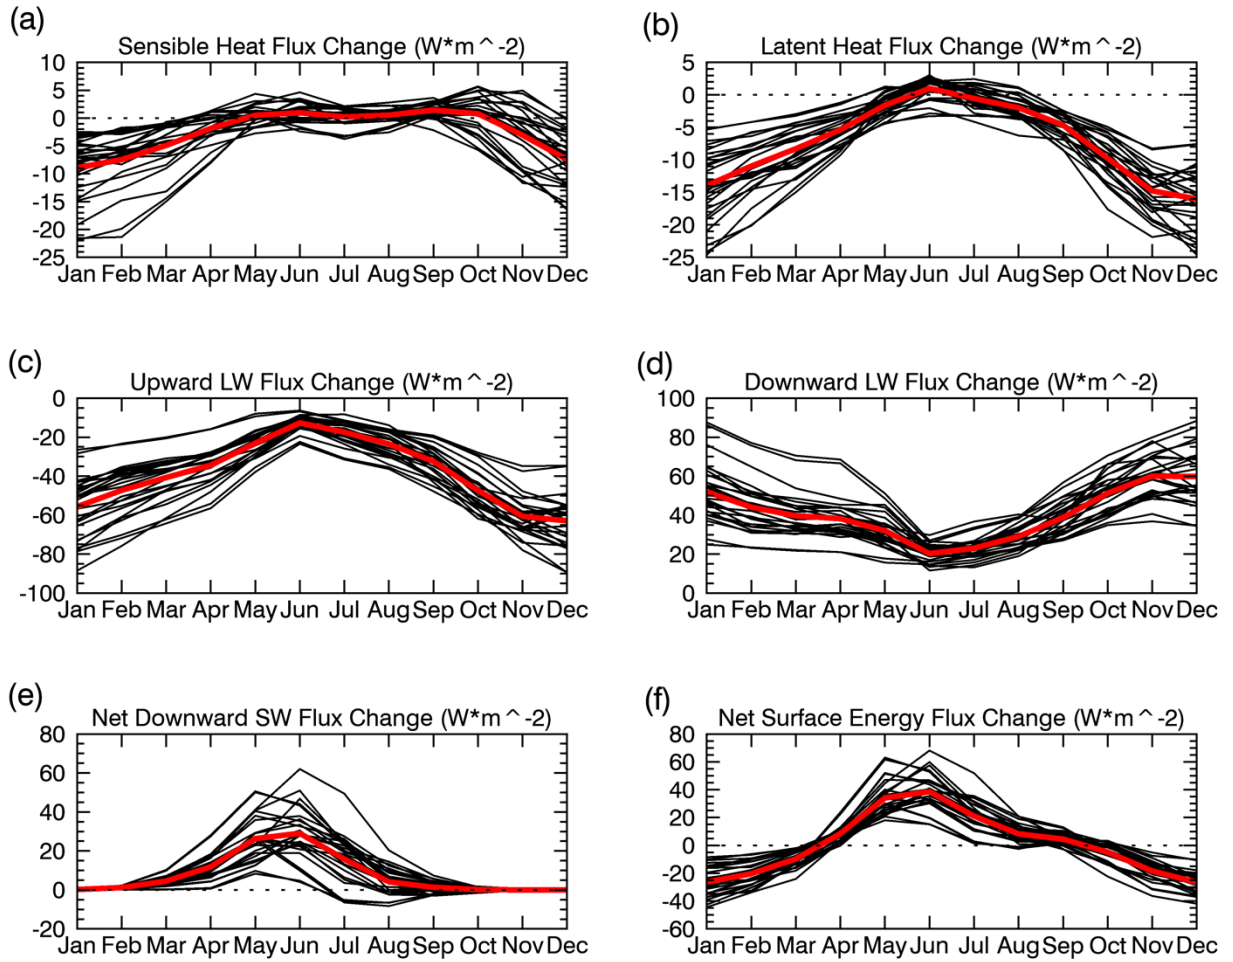 (a)
Sensible Heat Flux Change (W*m^-2)
10
5
0
-5
-10
-15
-20
-25
Jan Feb Mar Apr May Jun Jul Aug Sep Oct Nov Dec
(b)
Latent Heat Flux Change (W*m^-2)
5
0
-5
-10
-15
-20
-25
Jan Feb Mar Apr May Jun Jul Aug Sep Oct Nov Dec
(c)
Upward LW Flux Change (W*m^-2)
0
-20
-40
-60
-80
-100
Jan Feb Mar Apr May Jun Jul Aug Sep Oct Nov Dec
(d)
Downward LW Flux Change (W*m^-2)
100
80
60
40
20
0
Jan Feb Mar Apr May Jun Jul Aug Sep Oct Nov Dec
(e)
Net Downward SW Flux Change (W*m^-2)
80
60
40
20
0
-20
Jan Feb Mar Apr May Jun Jul Aug Sep Oct Nov Dec
(f)
Net Surface Energy Flux Change (W*m^-2)
80
60
40
20
0
-20
-40
-60
Jan Feb Mar Apr May Jun Jul Aug Sep Oct Nov Dec